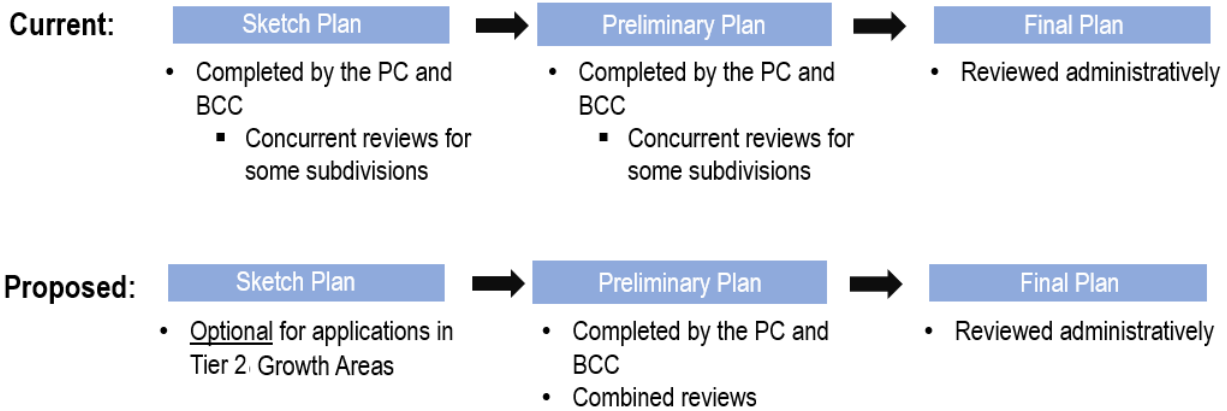 Current:
Sketch Plan
• Completed by the PC and
BCC
▪ Concurrent reviews for
some subdivisions
Preliminary Plan
• Completed by the PC and
BCC
▪ Concurrent reviews for
some subdivisions
Final Plan
• Reviewed administratively
Proposed:
Sketch Plan
• Optional for applications in
Tier 2 Growth Areas
Preliminary Plan
• Completed by the PC and
BCC
• Combined reviews
Final Plan
• Reviewed administratively